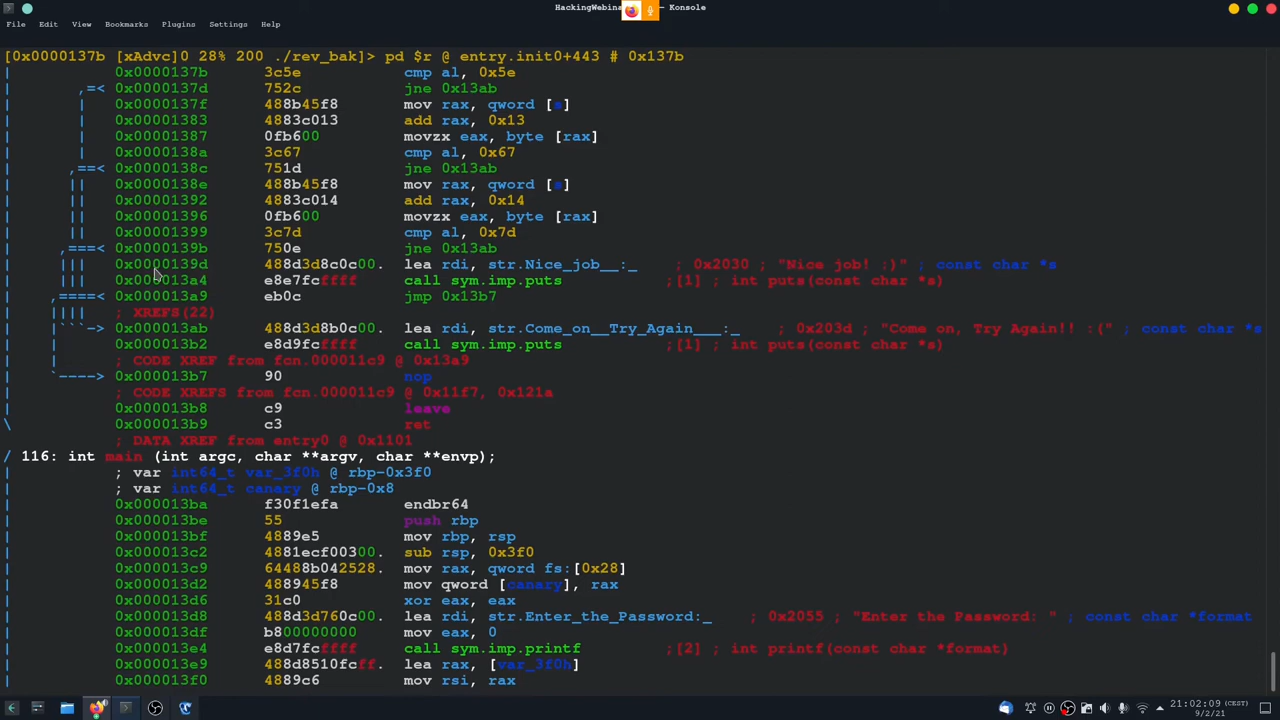 HackingWebina — Konsole
File Edit View Bookmarks Plugins Settings Help
[0x0000137b [xAdvc]0 28% 200 ./rev_bak]> pd $r @ entry.init0+443 # 0x137b
| 0x0000137b 3c5e cmp al, 0x5e
| ,=< 0x0000137d 752c jne 0x13ab
| | 0x0000137f 488b45f8 mov rax, qword [s]
| | 0x00001383 4883c013 add rax, 0x13
| | 0x00001387 0fb600 movzx eax, byte [rax]
| | 0x0000138a 3c67 cmp al, 0x67
| ,==< 0x0000138c 751d jne 0x13ab
| || 0x0000138e 488b45f8 mov rax, qword [s]
| || 0x00001392 4883c014 add rax, 0x14
| || 0x00001396 0fb600 movzx eax, byte [rax]
| || 0x00001399 3c7d cmp al, 0x7d
| ,===< 0x0000139b 750e jne 0x13ab
| ||| 0x0000139d 488d3d8c0c00. lea rdi, str.Nice_job__:_ ; 0x2030 ; "Nice job! :)" ; const char *s
| ||| 0x000013a4 e8e7fcffff call sym.imp.puts ;[1] ; int puts(const char *s)
| ,====< 0x000013a9 eb0c jmp 0x13b7
| |||| ; XREFS(22)
| |```-> 0x000013ab 488d3d8b0c00. lea rdi, str.Come_on__Try_Again___:_ ; 0x203d ; "Come on, Try Again!! :(" ; const char *s
| | 0x000013b2 e8d9fcffff call sym.imp.puts ;[1] ; int puts(const char *s)
| | ; CODE XREF from fcn.000011c9 @ 0x13a9
| `----> 0x000013b7 90 nop
| ; CODE XREFS from fcn.000011c9 @ 0x11f7, 0x121a
| 0x000013b8 c9 leave
\ 0x000013b9 c3 ret
; DATA XREF from entry0 @ 0x1101
/ 116: int main (int argc, char **argv, char **envp);
| ; var int64_t var_3f0h @ rbp-0x3f0
| ; var int64_t canary @ rbp-0x8
| 0x000013ba f30f1efa endbr64
| 0x000013be 55 push rbp
| 0x000013bf 4889e5 mov rbp, rsp
| 0x000013c2 4881ecf00300. sub rsp, 0x3f0
| 0x000013c9 64488b042528. mov rax, qword fs:[0x28]
| 0x000013d2 488945f8 mov qword [canary], rax
| 0x000013d6 31c0 xor eax, eax
| 0x000013d8 488d3d760c00. lea rdi, str.Enter_the_Password:_ ; 0x2055 ; "Enter the Password: " ; const char *format
| 0x000013df b800000000 mov eax, 0
| 0x000013e4 e8d7fcffff call sym.imp.printf ;[2] ; int printf(const char *format)
| 0x000013e9 488d8510fcff. lea rax, [var_3f0h]
| 0x000013f0 4889c6 mov rsi, rax
21:02:09 (CEST)
9/2/21